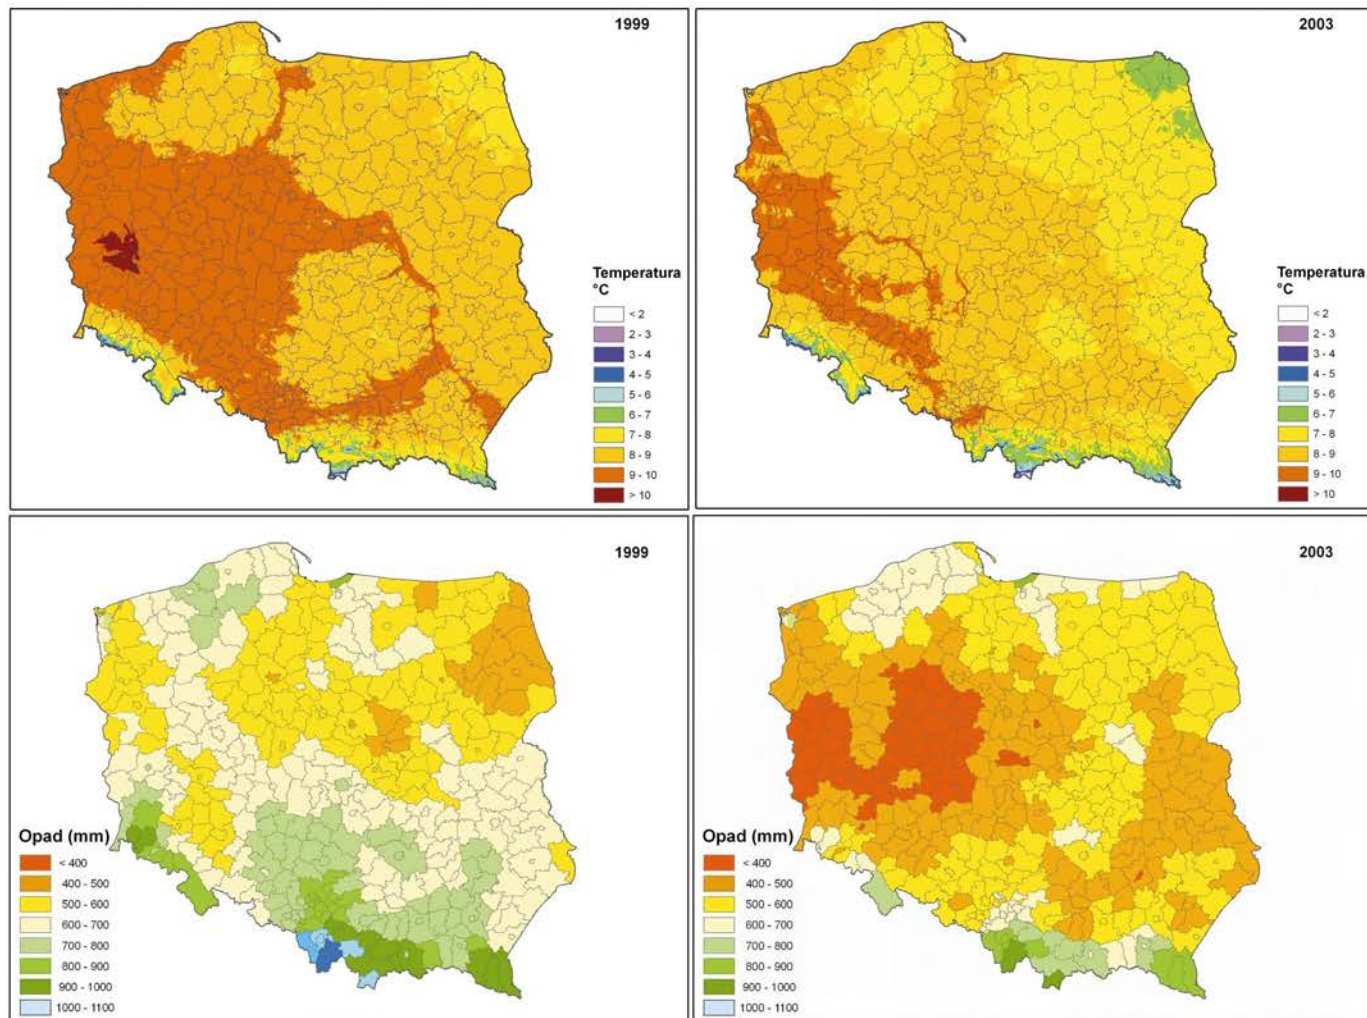 1999
Temperatura
°C
< 2
2 - 3
3 - 4
4 - 5
5 - 6
6 - 7
7 - 8
8 - 9
9 - 10
> 10
2003
Temperatura
°C
< 2
2 - 3
3 - 4
4 - 5
5 - 6
6 - 7
7 - 8
8 - 9
9 - 10
> 10
1999
Opad (mm)
< 400
400 - 500
500 - 600
600 - 700
700 - 800
800 - 900
900 - 1000
1000 - 1100
2003
Opad (mm)
< 400
400 - 500
500 - 600
600 - 700
700 - 800
800 - 900
900 - 1000
1000 - 1100